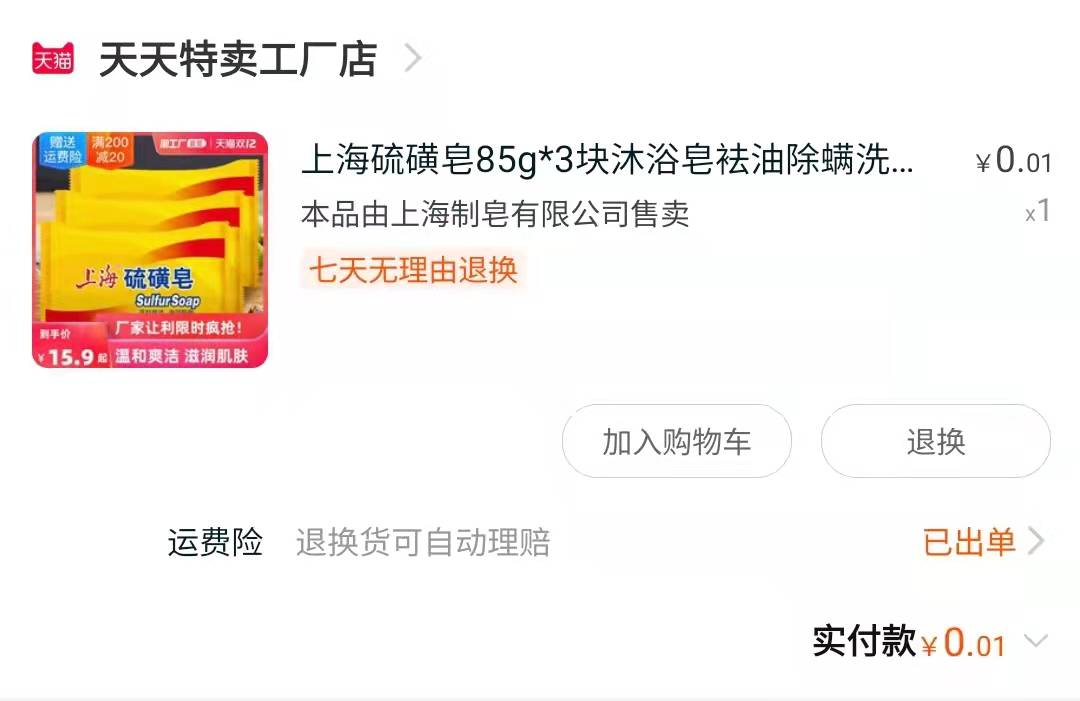 天猫 天天特卖工厂店
赠送
运费险
满200
减20
天猫双12
上海硫磺皂
SulfurSoap
到手价
¥15.9起
厂家让利限时疯抢！
温和爽洁 滋润肌肤
上海硫磺皂85g*3块沐浴皂袪油除螨洗...
¥0.01
本品由上海制皂有限公司售卖
x1
七天无理由退换
加入购物车
退换
运费险 退换货可自动理赔 已出单
实付款¥0.01